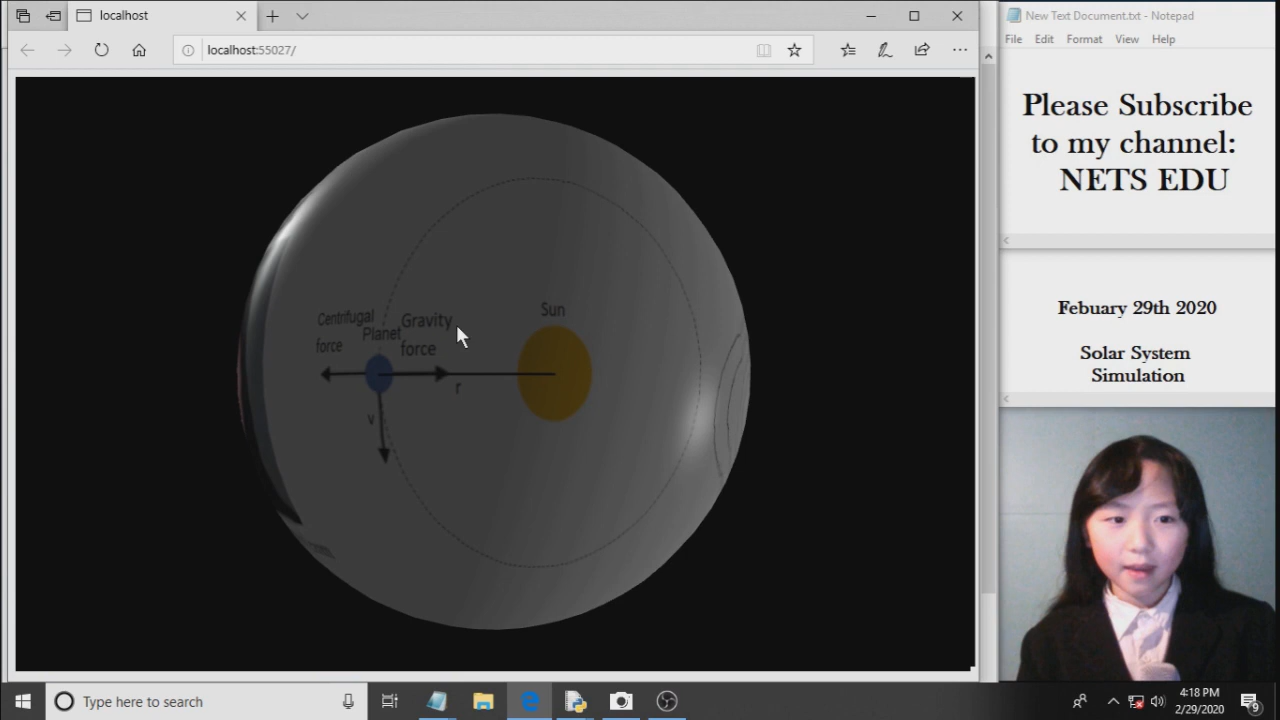 localhost
localhost:55027/
Sun
Centrifugal
force
Planet
Gravity
force
r
v
New Text Document.txt - Notepad
File Edit Format View Help
Please Subscribe
to my channel:
NETS EDU
Febuary 29th 2020
Solar System
Simulation
Type here to search
4:18 PM
2/29/2020
9